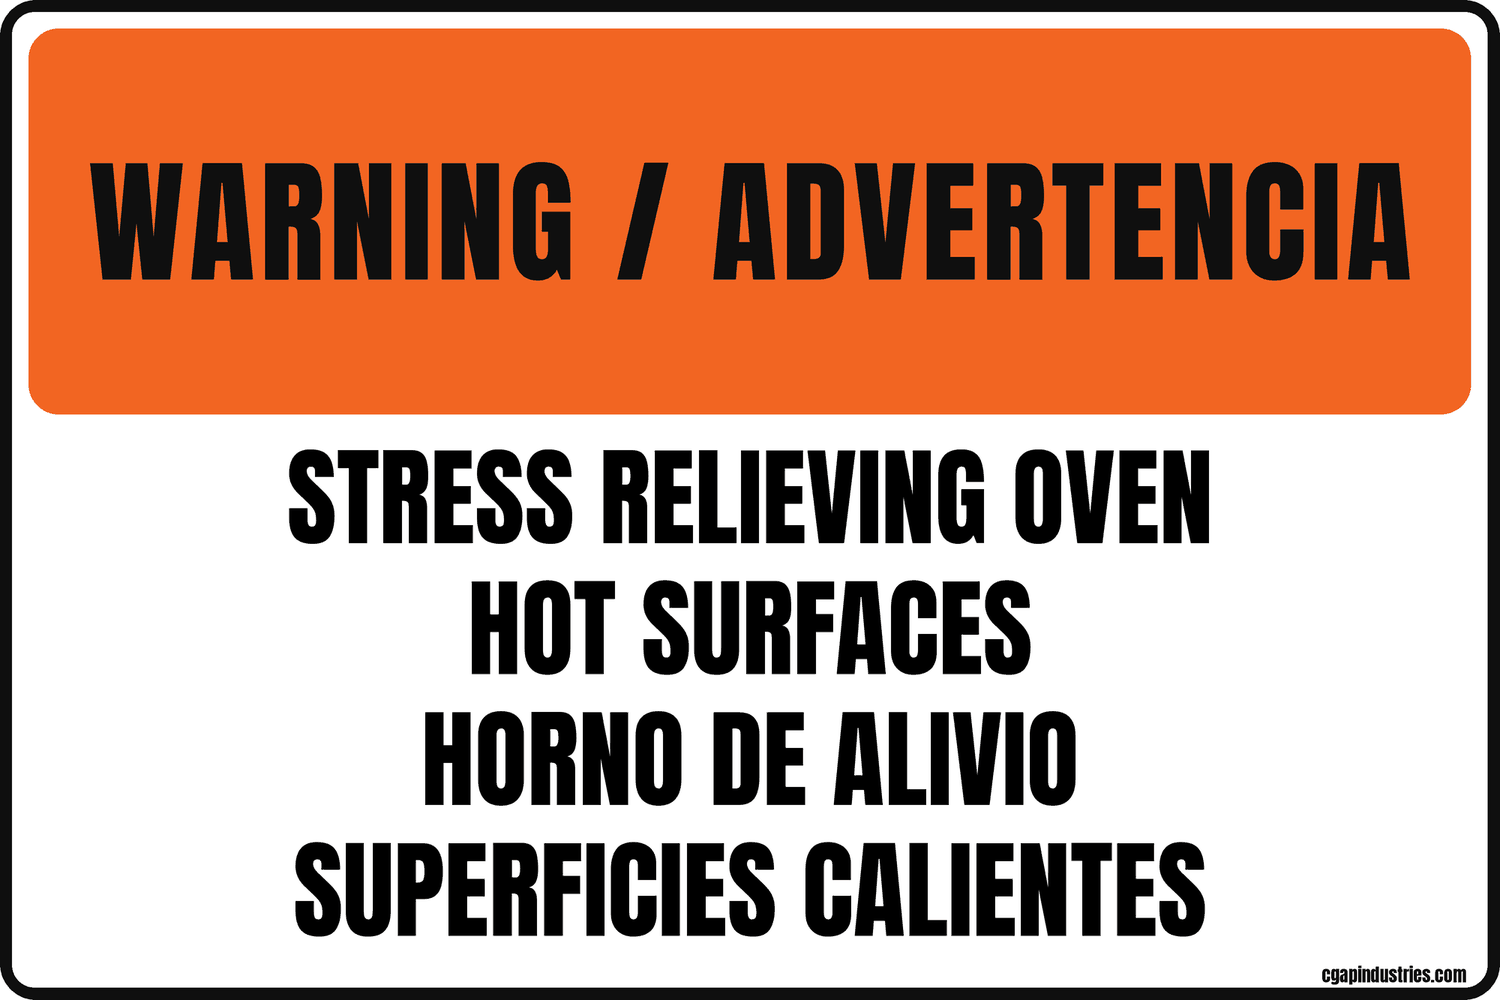 WARNING / ADVERTENCIA
STRESS RELIEVING OVEN
HOT SURFACES
HORNO DE ALIVIO
SUPERFICIES CALIENTES
cgapindustries.com